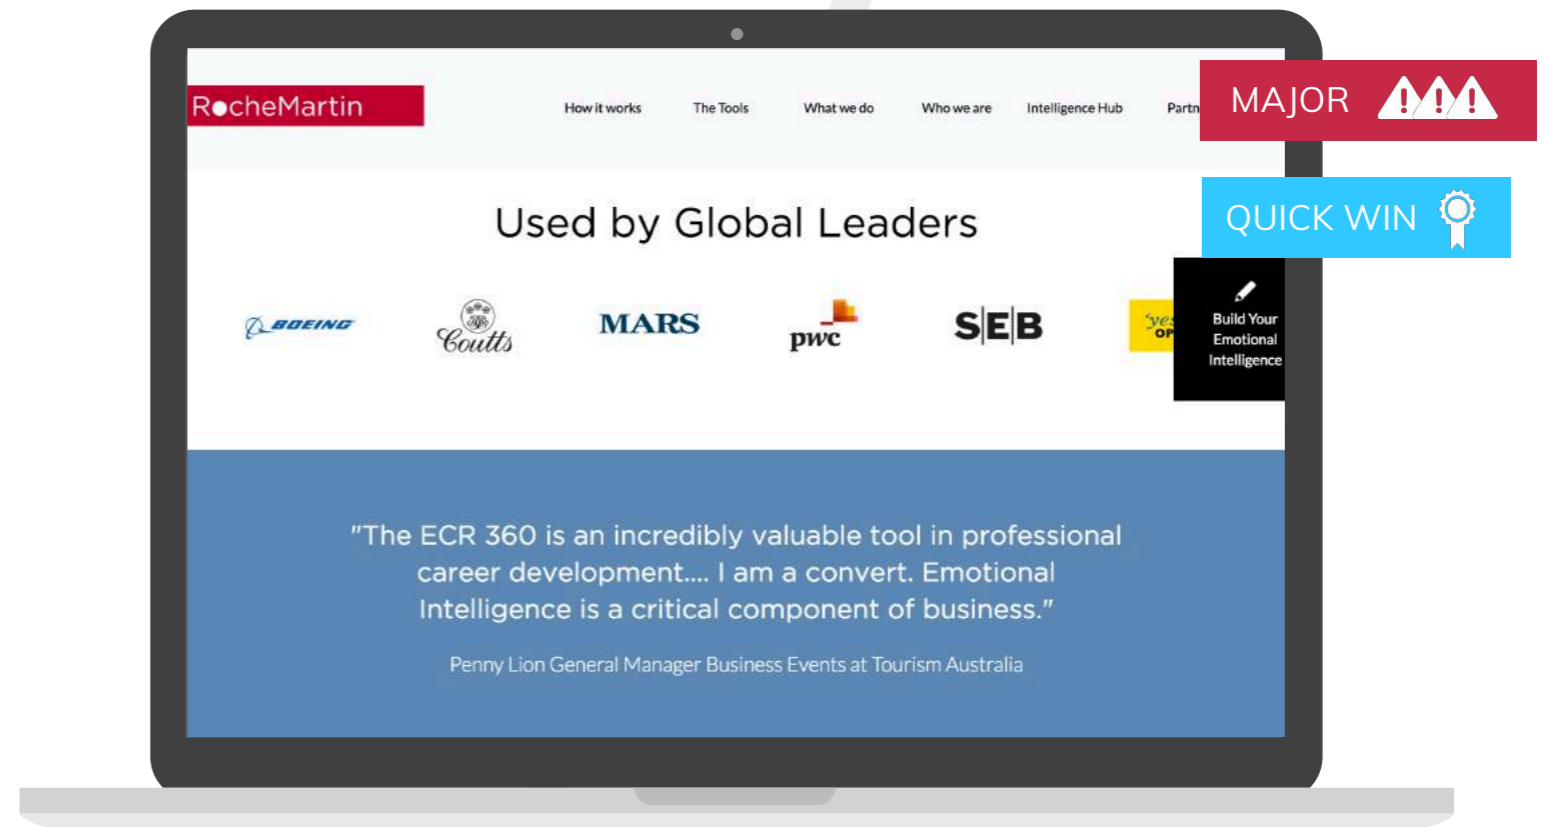 RocheMartin
How it works The Tools What we do Who we are Intelligence Hub Partn
MAJOR
QUICK WIN
Used by Global Leaders
BOEING Coutts MARS pwc S|E|B 'yes OP
Build Your
Emotional
Intelligence
"The ECR 360 is an incredibly valuable tool in professional
career development.... I am a convert. Emotional
Intelligence is a critical component of business."
Penny Lion General Manager Business Events at Tourism Australia